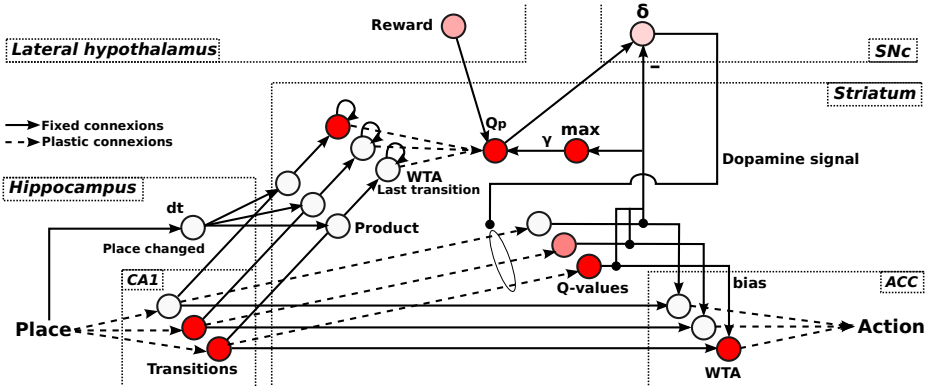 δ
Reward
Lateral hypothalamus
SNc
–
Striatum
Qp
max
γ
Fixed connexions
Plastic connexions
Dopamine signal
WTA
Last transition
Hippocampus
dt
Product
Place changed
CA1
ACC
bias
Q-values
Place
Action
Transitions
WTA